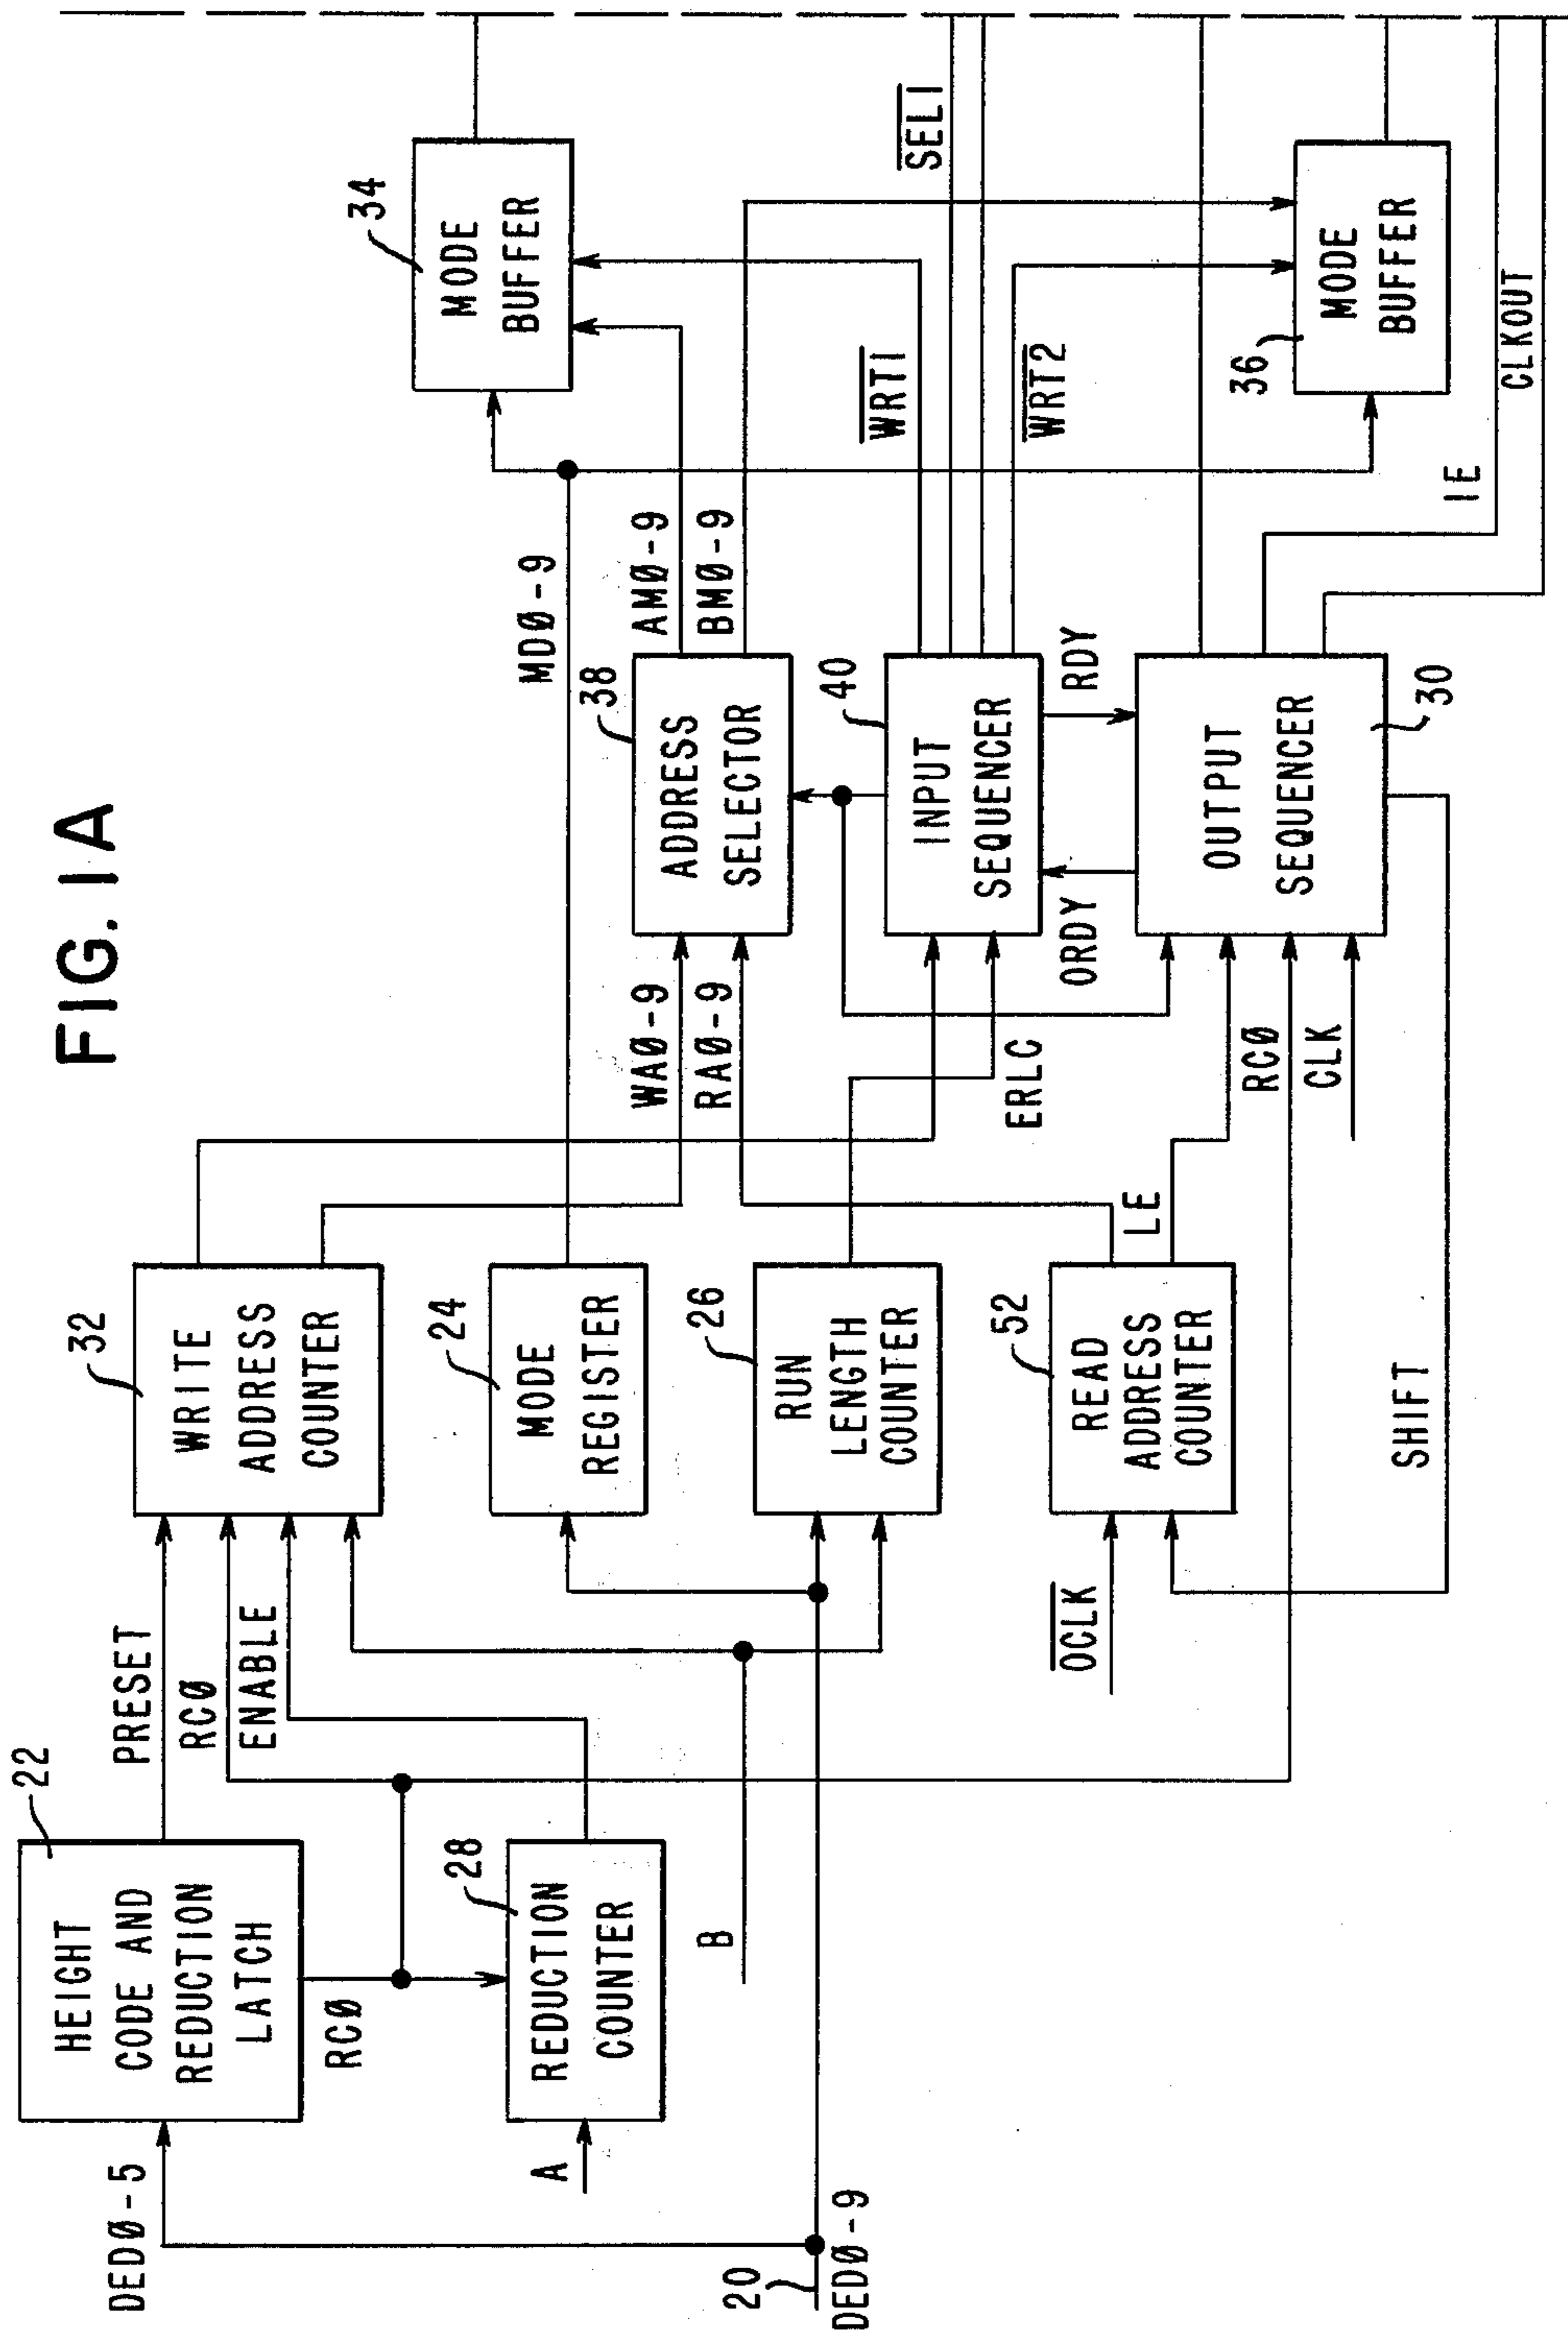 FIG. 1A
DEDØ-5
20
DEDØ-9
22
HEIGHT
CODE AND
REDUCTION
LATCH
RCØ
A
28
REDUCTION
COUNTER
B
PRESET
RCØ
ENABLE
32
WRITE
ADDRESS
COUNTER
24
MODE
REGISTER
26
RUN
LENGTH
COUNTER
OCLK
52
READ
ADDRESS
COUNTER
SHIFT
LE
WAØ-9
RAØ-9
ERLC
RCØ
CLK
38
ADDRESS
SELECTOR
40
INPUT
SEQUENCER
ORDY
RDY
OUTPUT
SEQUENCER
30
MDØ-9
AMØ-9
BMØ-9
WRT1
SEL1
WRT2
IE
CLKOUT
34
MODE
BUFFER
36
MODE
BUFFER